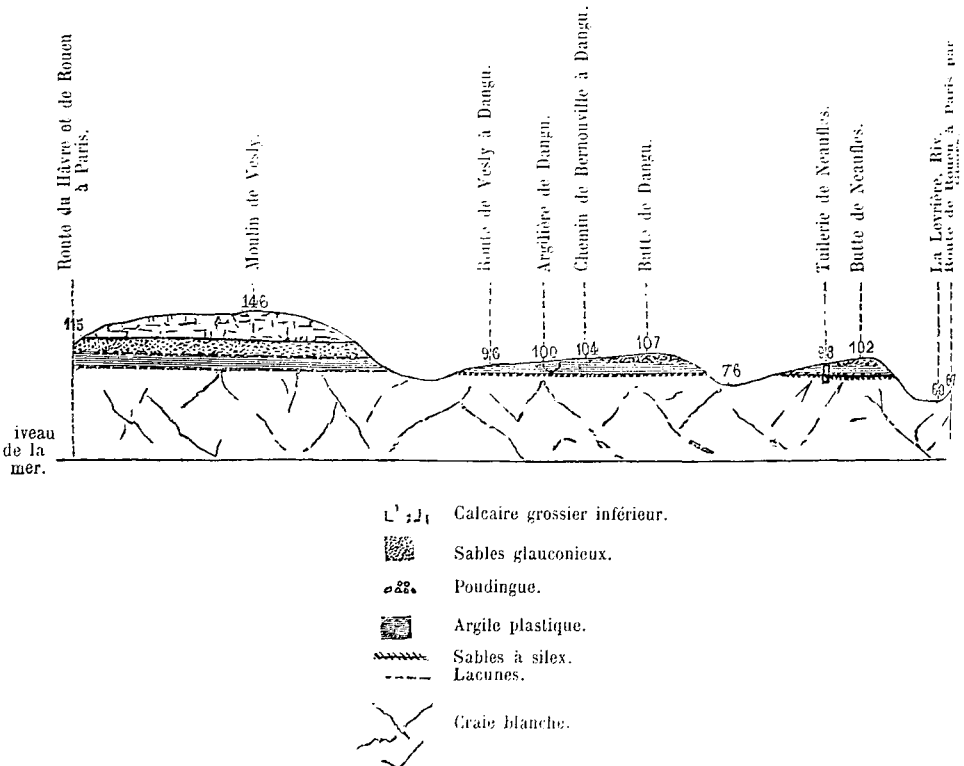 Route du Hâvre et de Rouen
à Paris.
Moulin de Vesly.
Route de Vesly à Dangu.
Argilière de Dangu.
Chemin de Bernouville à Dangu.
Butte de Dangu.
Tuilerie de Neaufles.
Butte de Neaufles.
La Levrière, Riv.
Route de Rouen à Paris par
115
146
96
100
104
107
76
93
102
60
67
iveau
de la
mer.
Calcaire grossier inférieur.
Sables glauconieux.
Poudingue.
Argile plastique.
Sables à silex.
Lacunes.
Craie blanche.